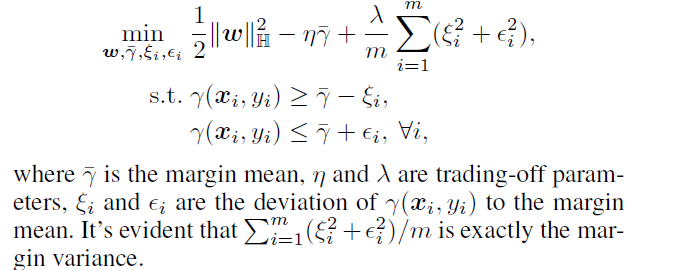 min_{w,γ̄,ξ_i,ϵ_i} 1/2 ‖w‖²_ℍ − ηγ̄ + λ/m ∑_{i=1}^{m} (ξ_i² + ϵ_i²),
s.t. γ(x_i, y_i) ≥ γ̄ − ξ_i,
γ(x_i, y_i) ≤ γ̄ + ϵ_i, ∀i,
where γ̄ is the margin mean, η and λ are trading-off param-
eters, ξ_i and ϵ_i are the deviation of γ(x_i, y_i) to the margin
mean. It's evident that ∑_{i=1}^{m}(ξ_i² + ϵ_i²)/m is exactly the mar-
gin variance.